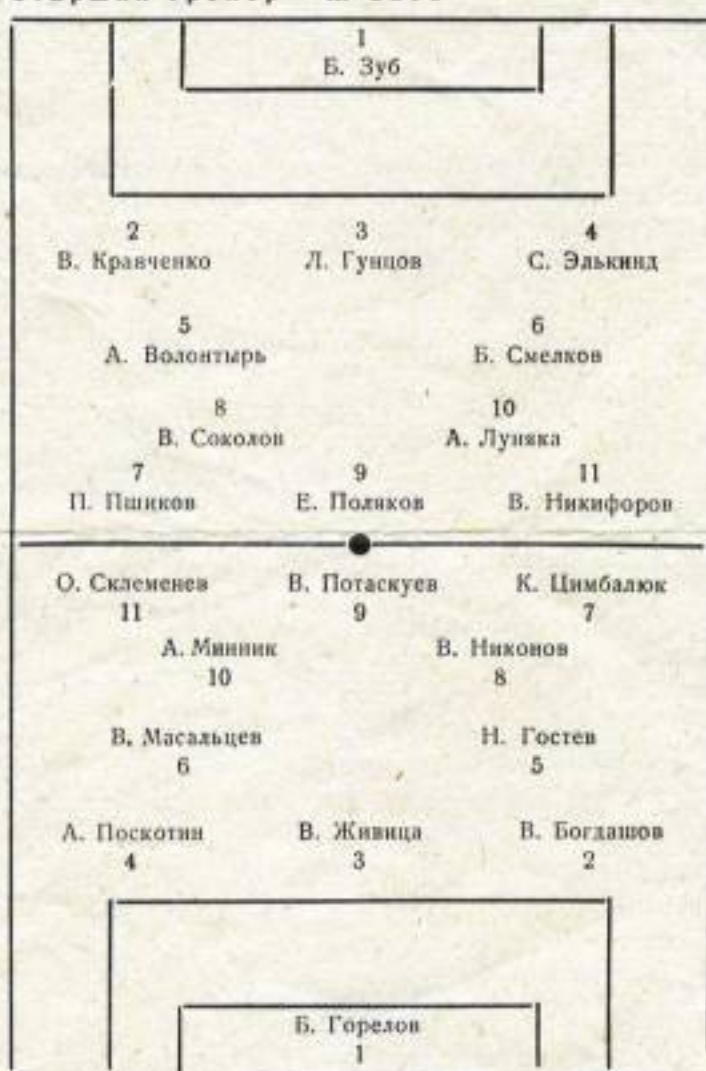 1
Б. Зуб
2 3 4
В. Кравченко Л. Гунцов С. Элькинд
5 6
А. Волонтырь Б. Смелков
8 10
В. Соколов А. Луняка
7 9 11
П. Пшиков Е. Поляков В. Никифоров
О. Склеменев В. Потаскуев К. Цимбалюк
11 9 7
А. Минник В. Никонов
10 8
В. Масальцев Н. Гостев
6 5
А. Поскотин В. Живица В. Богдашов
4 3 2
Б. Горелов
1